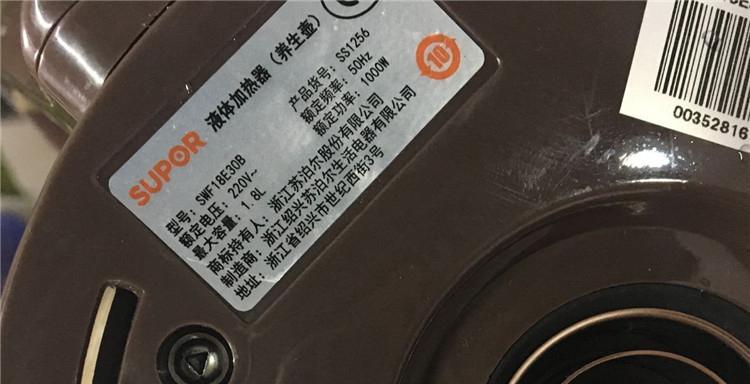 SUPOR 液体加热器（养生壶）
型号：SWF18E30B 产品货号：SS1256
额定电压：220V~ 额定频率：50Hz
最大容量：1.8L 额定功率：1000W
商标持有人：浙江苏泊尔股份有限公司
制造商：浙江绍兴苏泊尔生活电器有限公司
地址：浙江省绍兴市世纪西街3号
10
00352816